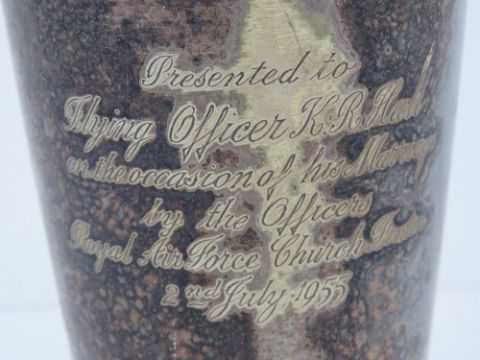 Presented to
Flying Officer K.R.
on the occasion of his Marriage
by the Officers
Royal Air Force Church
2nd July 1955